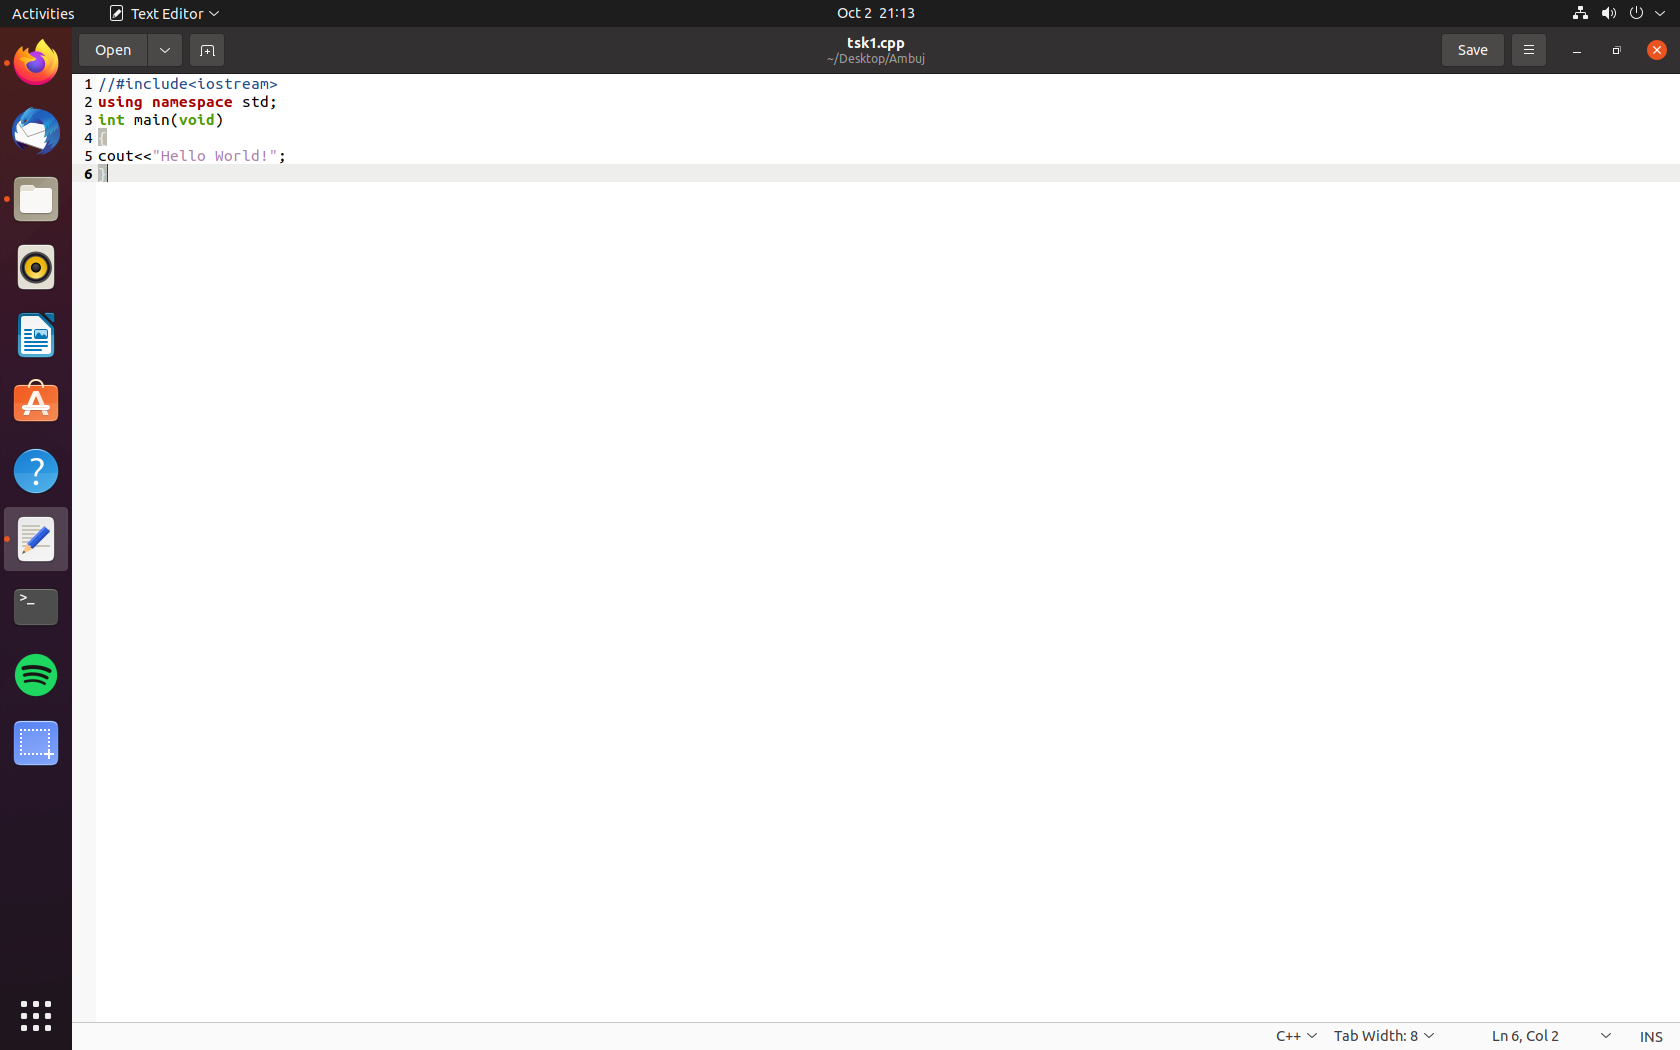 Activities Text Editor Oct 2 21:13
Open tsk1.cpp Save
~/Desktop/Ambuj
1 //#include<iostream>
2 using namespace std;
3 int main(void)
4 {
5 cout<<"Hello World!";
6 }
C++ Tab Width: 8 Ln 6, Col 2 INS